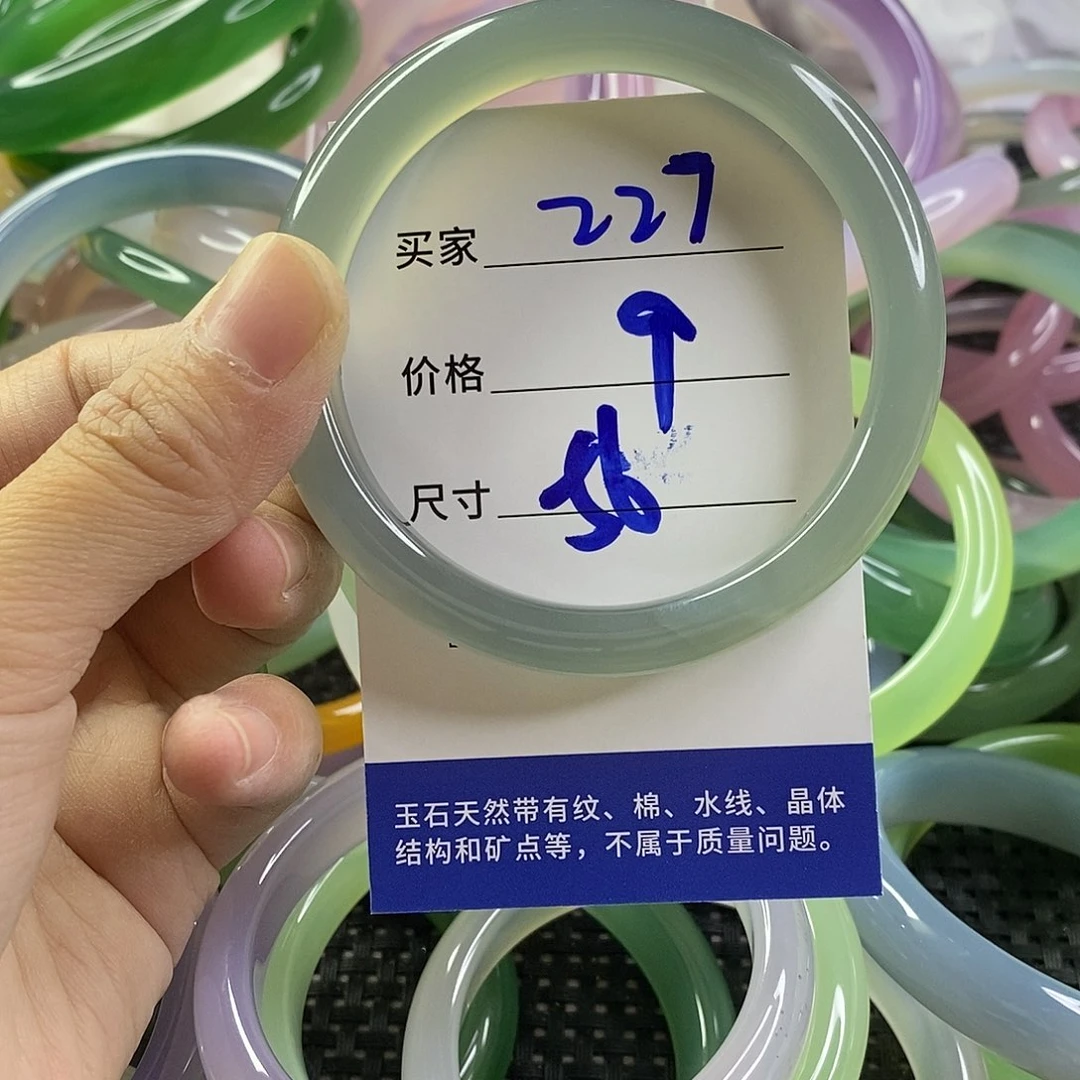 买家 227
价格 ↑
尺寸 56
玉石天然带有纹、棉、水线、晶体
结构和矿点等，不属于质量问题。